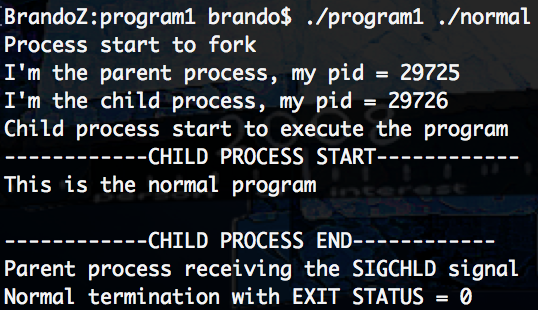 BrandoZ:program1 brando$ ./program1 ./normal
Process start to fork
I'm the parent process, my pid = 29725
I'm the child process, my pid = 29726
Child process start to execute the program
------------CHILD PROCESS START------------
This is the normal program

------------CHILD PROCESS END------------
Parent process receiving the SIGCHLD signal
Normal termination with EXIT STATUS = 0